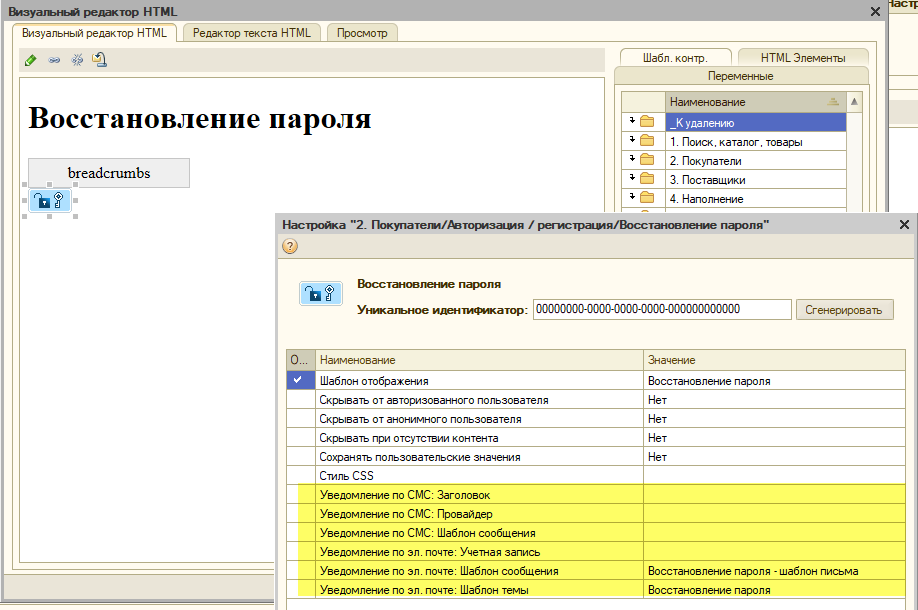 Визуальный редактор HTML
Настр
Визуальный редактор HTML Редактор текста HTML Просмотр
Шабл. контр. HTML Элементы
Переменные
Наименование
_К удалению
1. Поиск, каталог, товары
2. Покупатели
3. Поставщики
4. Наполнение
Восстановление пароля
breadcrumbs
Настройка "2. Покупатели/Авторизация / регистрация/Восстановление пароля"
Восстановление пароля
Уникальное идентификатор: 00000000-0000-0000-0000-000000000000 Сгенерировать
О... Наименование Значение
Шаблон отображения Восстановление пароля
Скрывать от авторизованного пользователя Нет
Скрывать от анонимного пользователя Нет
Скрывать при отсутствии контента Нет
Сохранять пользовательские значения Нет
Стиль CSS
Уведомление по СМС: Заголовок
Уведомление по СМС: Провайдер
Уведомление по СМС: Шаблон сообщения
Уведомление по эл. почте: Учетная запись
Уведомление по эл. почте: Шаблон сообщения Восстановление пароля - шаблон письма
Уведомление по эл. почте: Шаблон темы Восстановление пароля